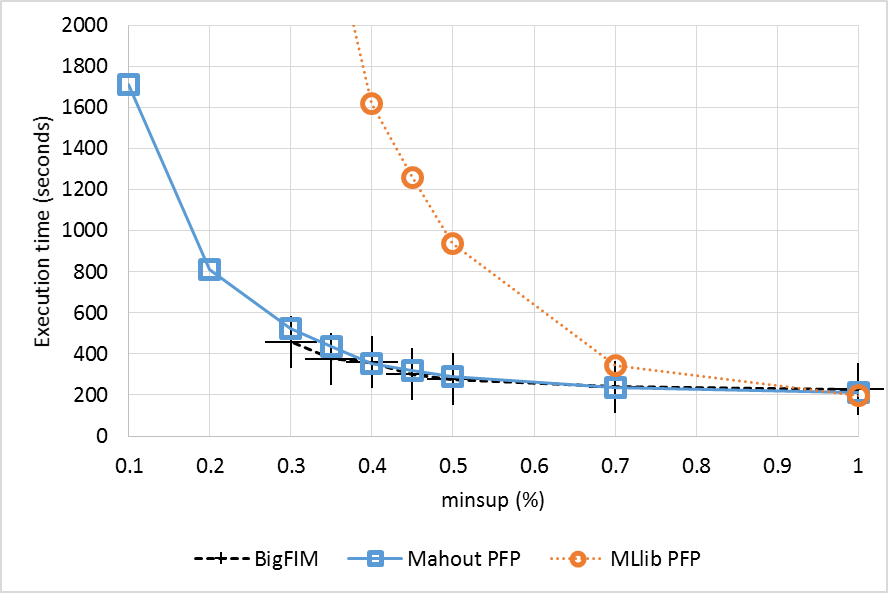 2000
1800
1600
1400
1200
1000
800
600
400
200
0
Execution time (seconds)
0.1 0.2 0.3 0.4 0.5 0.6 0.7 0.8 0.9 1
minsup (%)
BigFIM Mahout PFP MLlib PFP